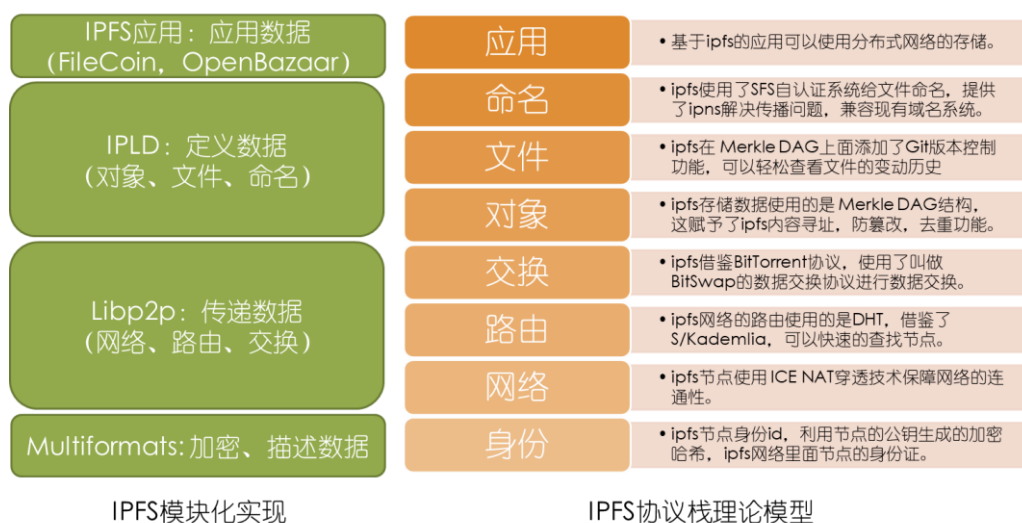 IPFS应用：应用数据
(FileCoin，OpenBazaar)
IPLD：定义数据
(对象、文件、命名)
Libp2p：传递数据
(网络、路由、交换)
Multiformats:加密、描述数据
IPFS模块化实现
应用
•基于ipfs的应用可以使用分布式网络的存储。
命名
•ipfs使用了SFS自认证系统给文件命名，提供
了ipns解决传播问题，兼容现有域名系统。
文件
•ipfs在 Merkle DAG上面添加了Git版本控制
功能，可以轻松查看文件的变动历史
对象
•ipfs存储数据使用的是 Merkle DAG结构，
这赋予了ipfs内容寻址，防篡改，去重功能。
交换
•ipfs借鉴BitTorrent协议，使用了叫做
BitSwap的数据交换协议进行数据交换。
路由
•ipfs网络的路由使用的是DHT，借鉴了
S/Kademlia，可以快速的查找节点。
网络
•ipfs节点使用 ICE NAT穿透技术保障网络的连
通性。
身份
•ipfs节点身份id，利用节点的公钥生成的加密
哈希，ipfs网络里面节点的身份证。
IPFS协议栈理论模型